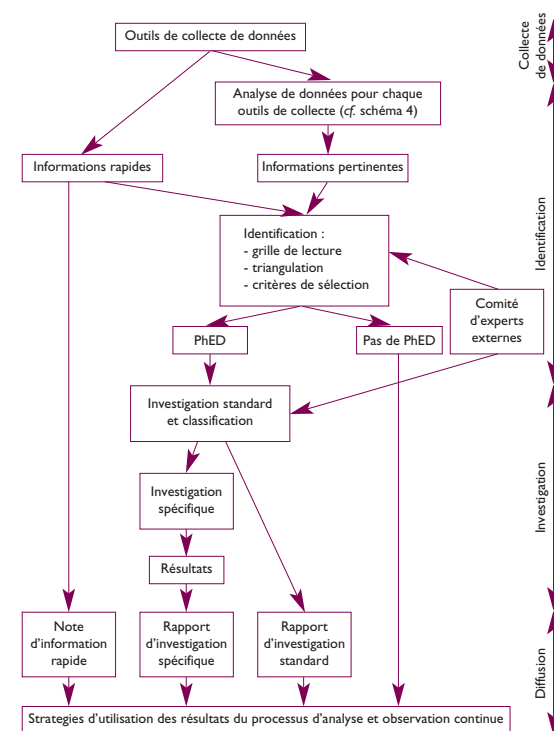 Outils de collecte de données
Analyse de données pour chaque
outils de collecte (cf. schéma 4)
Informations rapides
Informations pertinentes
Identification :
- grille de lecture
- triangulation
- critères de sélection
Comité
d'experts
externes
PhED
Pas de PhED
Investigation standard
et classification
Investigation
spécifique
Résultats
Note
d'information
rapide
Rapport
d'investigation
spécifique
Rapport
d'investigation
standard
Strategies d'utilisation des résultats du processus d'analyse et observation continue
Collecte
de données
Identification
Investigation
Diffusion